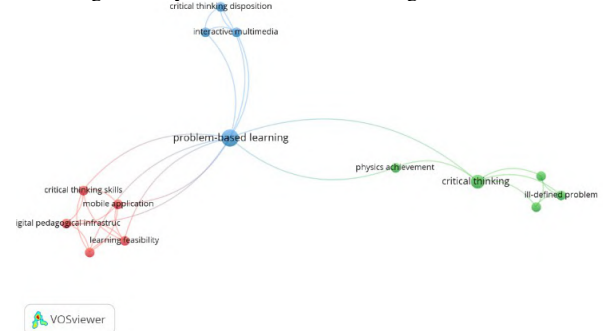 critical thinking disposition
interactive multimedia
problem-based learning
physics achievement
critical thinking
ill-defined problem
critical thinking skills
mobile application
igital pedagogical infrastruc
learning feasibility
VOSviewer